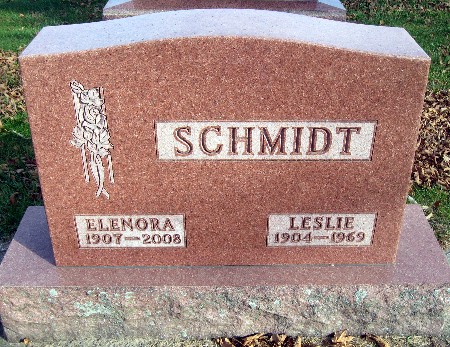 SCHMIDT
ELENORA
1907—2008
LESLIE
1904—1969